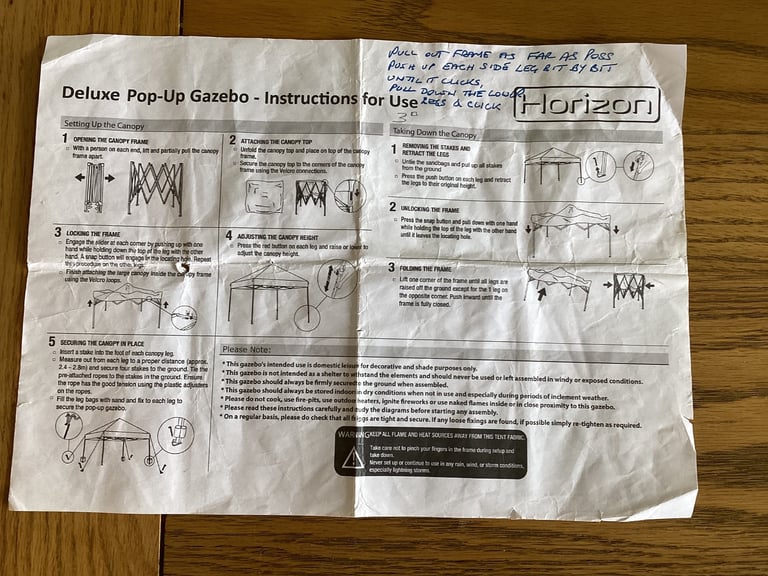 PULL OUT FRAME AS FAR AS POSS
PUSH UP EACH SIDE LEG BIT BY BIT
UNTIL IT CLICKS,
PULL DOWN THE LOWER
LEGS & CLICK
3"
Deluxe Pop-Up Gazebo - Instructions for Use
Horizon
Setting Up the Canopy
1 OPENING THE CANOPY FRAME
With a person on each end, lift and partially pull the canopy
frame apart.
2 ATTACHING THE CANOPY TOP
Unfold the canopy top and place on top of the canopy
frame.
Secure the canopy top to the corners of the canopy
frame using the Velcro connections.
3 LOCKING THE FRAME
Engage the slider at each corner by pushing up with one
hand while holding down the top of the leg with the other
hand. A snap button will engage in the locating hole. Repeat
this procedure on the other legs.
Finish attaching the large canopy inside the canopy frame
using the Velcro loops.
4 ADJUSTING THE CANOPY HEIGHT
Press the red button on each leg and raise or lower to
adjust the canopy height.
5 SECURING THE CANOPY IN PLACE
Insert a stake into the foot of each canopy leg.
Measure out from each leg to a proper distance (approx.
2.4 – 2.8m) and secure four stakes to the ground. Tie the
pre-attached ropes to the stakes in the ground. Ensure
the rope has the good tension using the plastic adjusters
on the ropes.
Fill the leg bags with sand and fix to each leg to
secure the pop-up gazebo.
Taking Down the Canopy
1 REMOVING THE STAKES AND
RETRACT THE LEGS
Untie the sandbags and pull up all stakes
from the ground
Press the push button on each leg and retract
the legs to their original height.
2 UNLOCKING THE FRAME
Press the snap button and pull down with one hand
while holding the top of the leg with the other hand
until it leaves the locating hole.
3 FOLDING THE FRAME
Lift one corner of the frame until all legs are
raised off the ground except for the 1 leg on
the opposite corner. Push inward until the
frame is fully closed.
Please Note:
* This gazebo's intended use is domestic leisure for decorative and shade purposes only.
* This gazebo is not intended as a shelter to withstand the elements and should never be used or left assembled in windy or exposed conditions.
* This gazebo should always be firmly secured to the ground when assembled.
* This gazebo should always be stored indoors in dry conditions when not in use and especially during periods of inclement weather.
* Please do not cook, use fire-pits, use outdoor heaters, ignite fireworks or use naked flames inside or in close proximity to this gazebo.
* Please read these instructions carefully and study the diagrams before starting any assembly.
* On a regular basis, please do check that all fixings are tight and secure. If any loose fixings are found, if possible simply re-tighten as required.
WARNING KEEP ALL FLAME AND HEAT SOURCES AWAY FROM THIS TENT FABRIC
Take care not to pinch your fingers in the frame during setup and
take down.
Never set up or continue to use in any rain, wind, or storm conditions,
especially lightning storms.